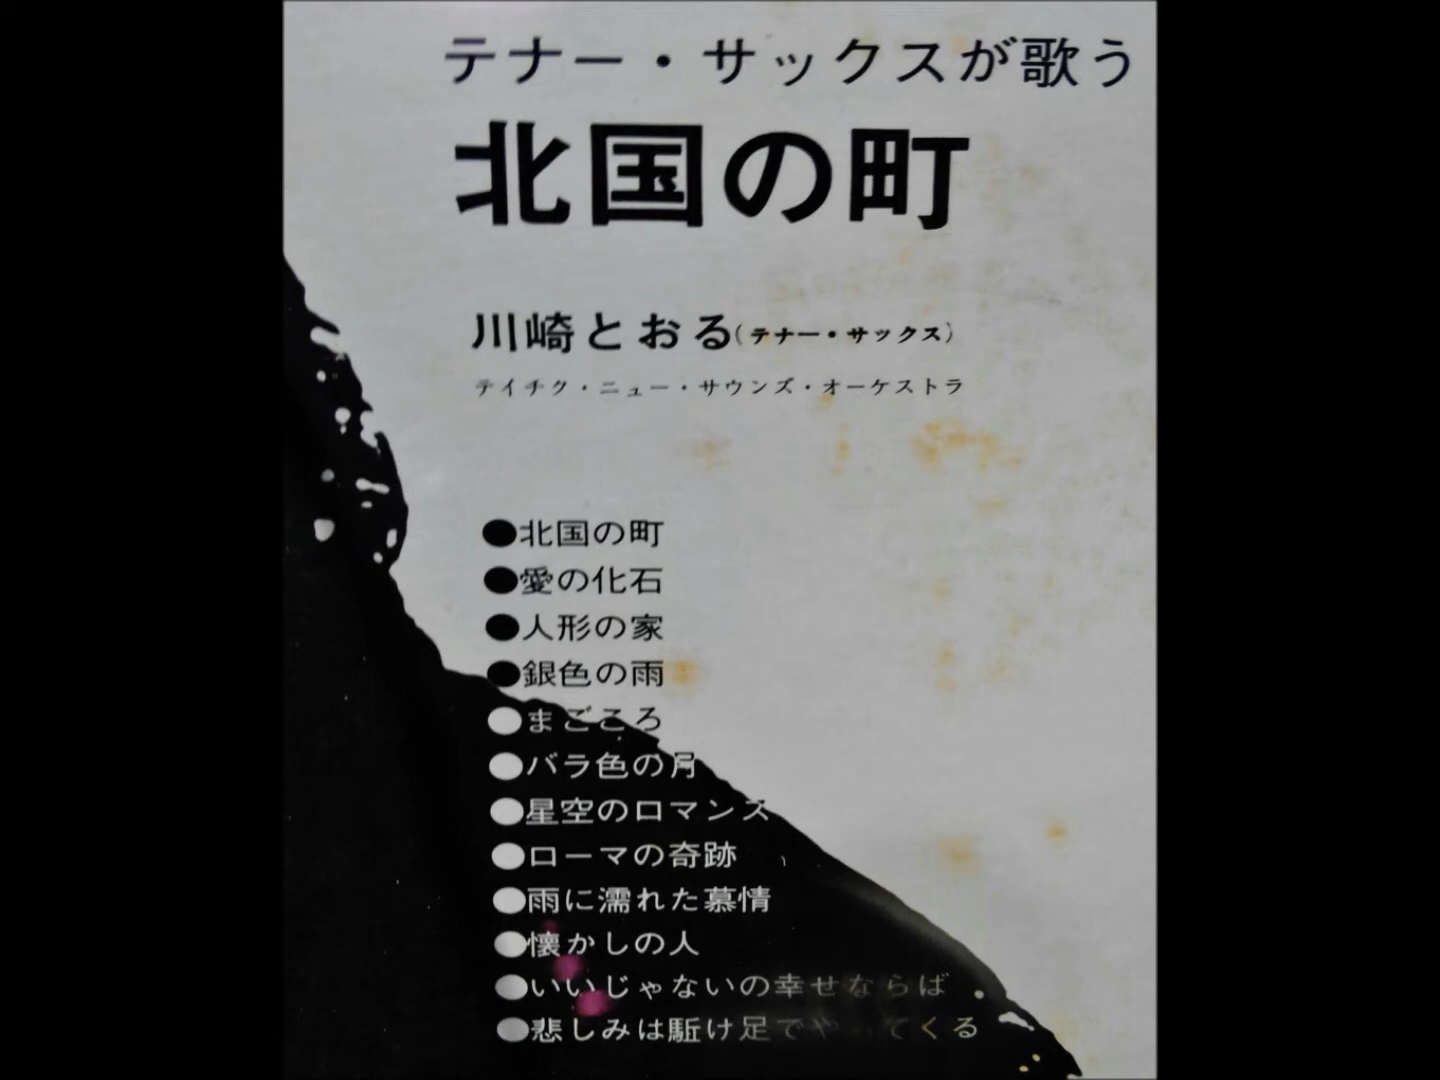 テナー・サックスが歌う
北国の町
川崎とおる(テナー・サックス)
テイチク・ニュー・サウンズ・オーケストラ
●北国の町
●愛の化石
●人形の家
●銀色の雨
●まごころ
●バラ色の月
●星空のロマンス
●ローマの奇跡
●雨に濡れた慕情
●懐かしの人
●いいじゃないの幸せならば
●悲しみは駈け足でやってくる